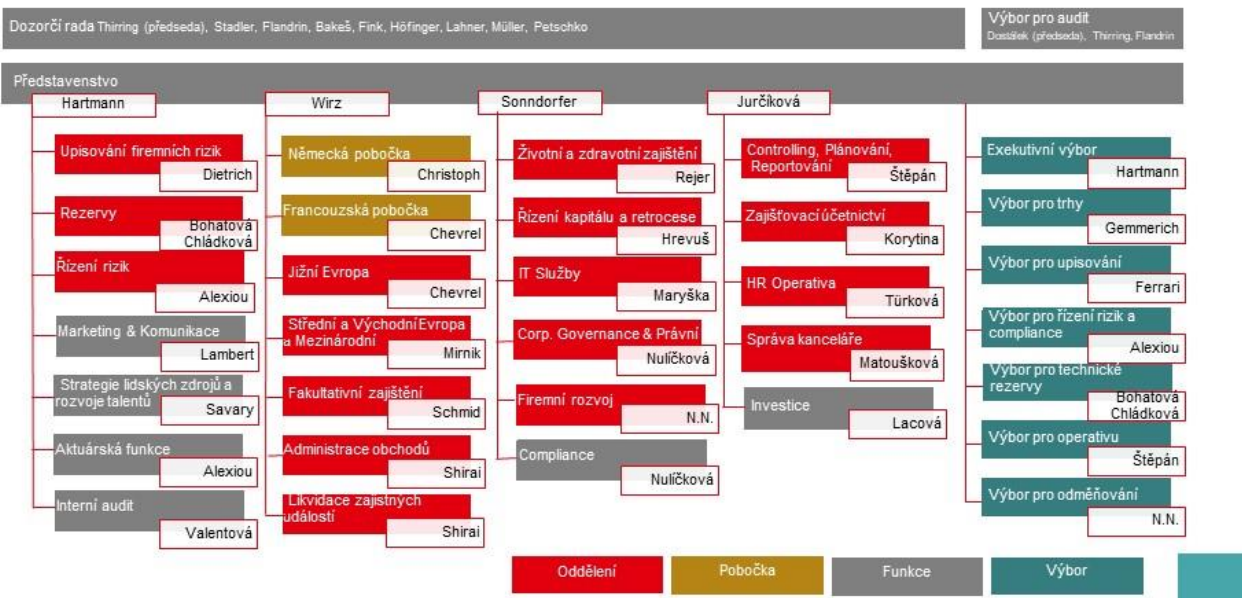 Dozorčí rada Thirring (předseda), Stadler, Flandrin, Bakeš, Fink, Höfinger, Lahner, Müller, Petschko
Výbor pro audit
Dostálek (předseda), Thirring, Flandrin
Představenstvo
Hartmann
Upisování firemních rizik
Dietrich
Rezervy
Bohatová
Chládková
Řízení rizik
Alexiou
Marketing & Komunikace
Lambert
Strategie lidských zdrojů a
rozvoje talentů
Savary
Aktuárská funkce
Alexiou
Interní audit
Valentová
Wirz
Německá pobočka
Christoph
Francouzská pobočka
Chevrel
Jižní Evropa
Chevrel
Střední a Východní Evropa
a Mezinárodní
Mirnik
Fakultativní zajištění
Schmid
Administrace obchodů
Shirai
Likvidace zajistných
událostí
Shirai
Sonndorfer
Životní a zdravotní zajištění
Rejer
Řízení kapitálu a retrocese
Hrevuš
IT Služby
Maryška
Corp. Governance & Právní
Nulíčková
Firemní rozvoj
N.N.
Compliance
Nulíčková
Jurčíková
Controlling, Plánování,
Reportování
Štěpán
Zajišťovací účetnictví
Korytina
HR Operativa
Türková
Správa kanceláře
Matoušková
Investice
Lacová
Exekutivní výbor
Hartmann
Výbor pro trhy
Gemmerich
Výbor pro upisování
Ferrari
Výbor pro řízení rizik a
compliance
Alexiou
Výbor pro technické
rezervy
Bohatová
Chládková
Výbor pro operativu
Štěpán
Výbor pro odměňování
N.N.
Oddělení
Pobočka
Funkce
Výbor